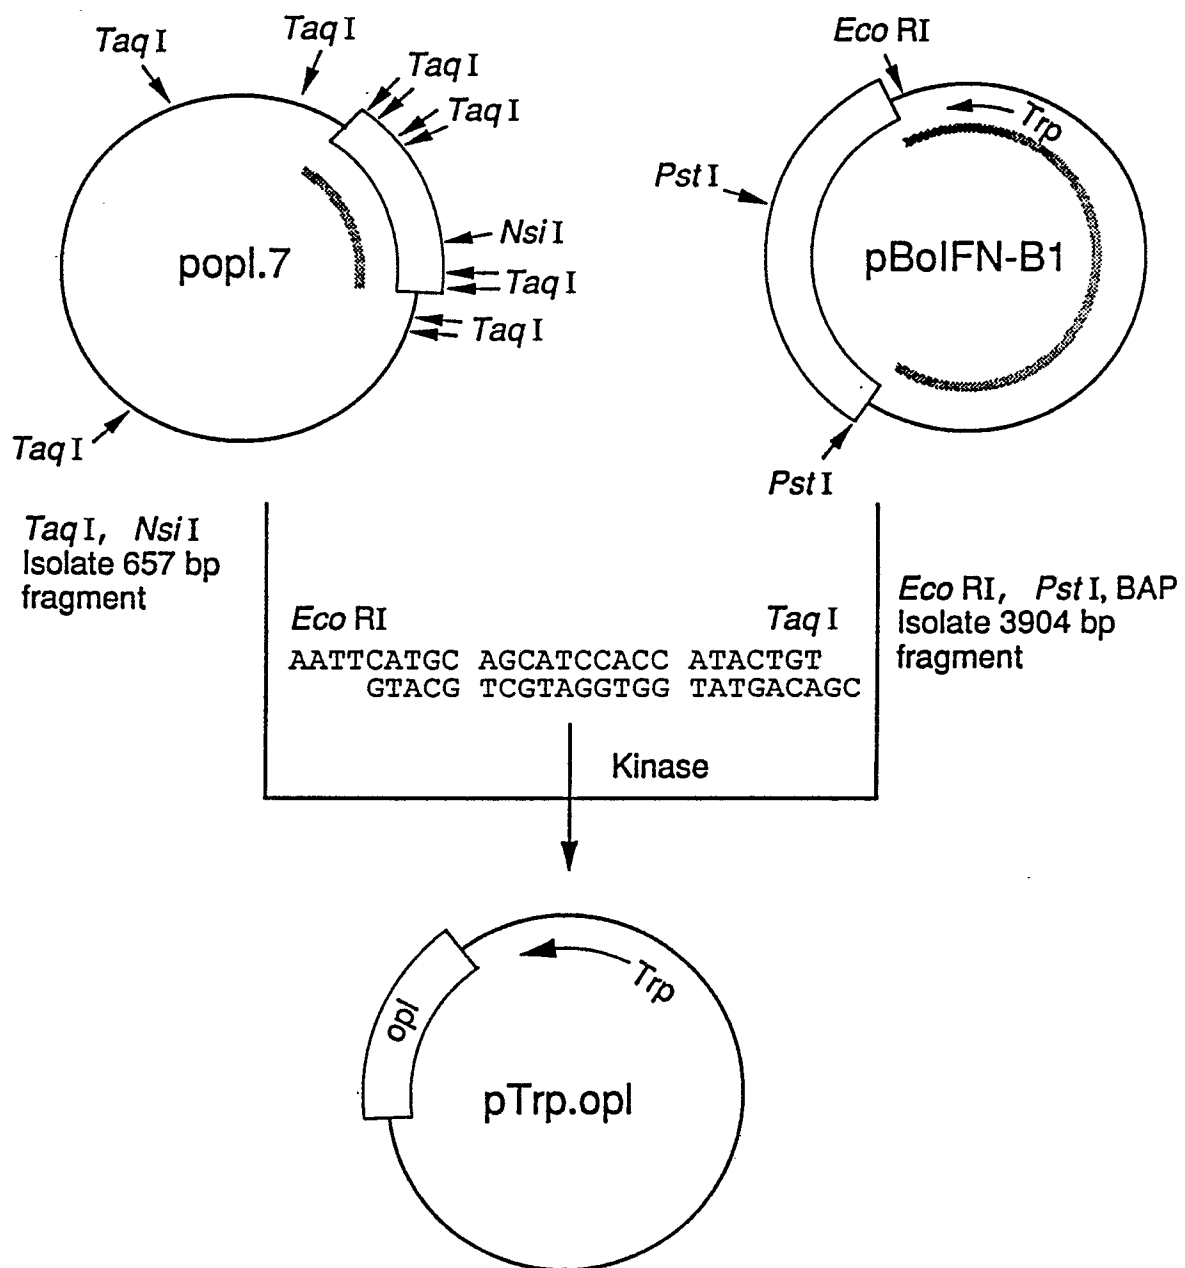 Taq I
Taq I
Taq I
Taq I
Nsi I
Taq I
Taq I
Taq I
popl.7
Eco RI
Trp
Pst I
pBoIFN-B1
Pst I
Taq I, Nsi I
Isolate 657 bp
fragment
Eco RI, Pst I, BAP
Isolate 3904 bp
fragment
Eco RI Taq I
AATTCATGC AGCATCCACC ATACTGT
GTACG TCGTAGGTGG TATGACAGC
Kinase
Trp
opl
pTrp.opl